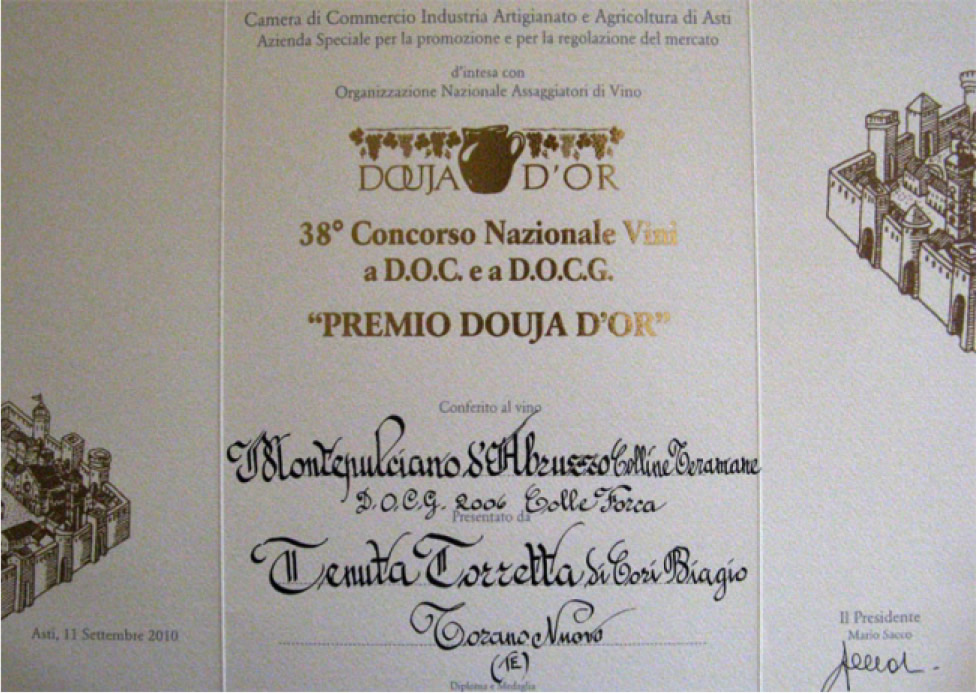 Camera di Commercio Industria Artigianato e Agricoltura di Asti
Azienda Speciale per la promozione e per la regolazione del mercato
d'intesa con
Organizzazione Nazionale Assaggiatori di Vino
DOUJA D'OR
38° Concorso Nazionale Vini
a D.O.C. e a D.O.C.G.
“PREMIO DOUJA D'OR”
Conferito al vino
Montepulciano d'Abruzzo Colline Teramane
D.O.C.G. 2006 Colle Forca
Presentato da
Tenuta Torretta di Cori Biagio
Torano Nuovo
(TE)
Asti, 11 Settembre 2010
Il Presidente
Mario Sacco
Diploma e Medaglia